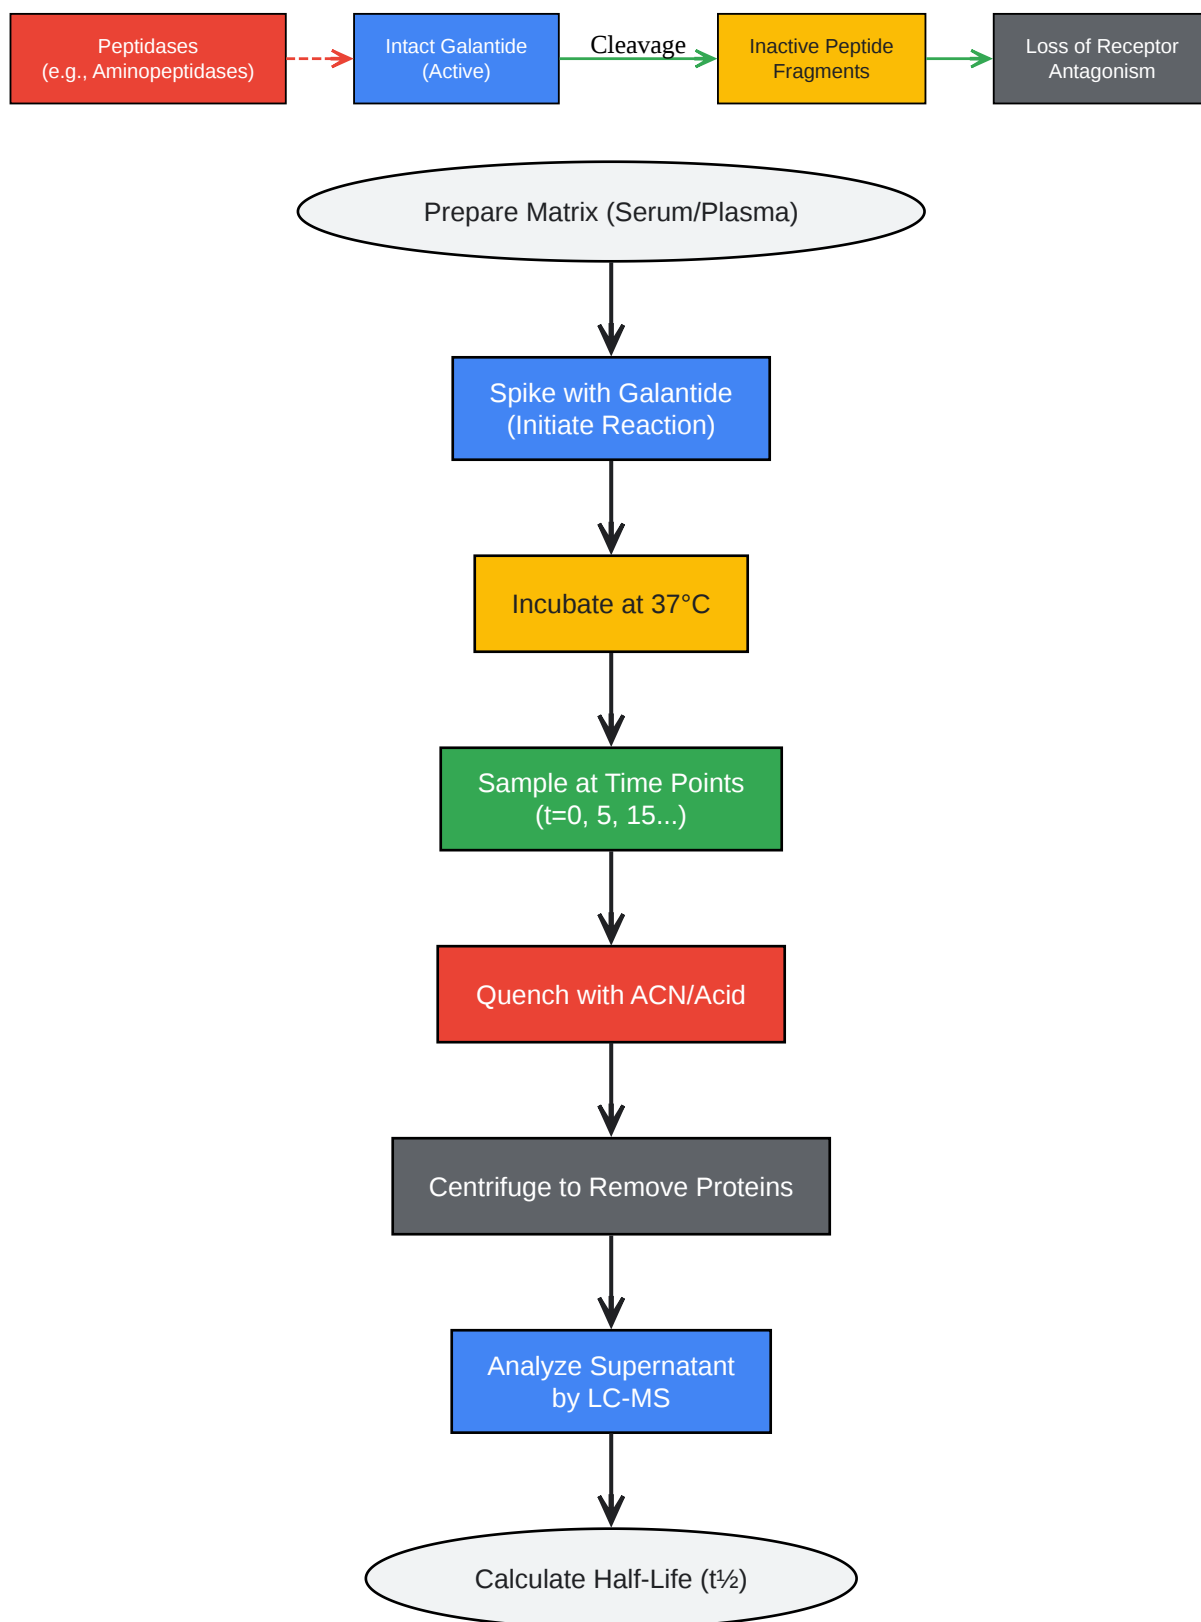 Peptidases
(e.g., Aminopeptidases)
Intact Galantide
(Active)
Cleavage
Inactive Peptide
Fragments
Loss of Receptor
Antagonism
Prepare Matrix (Serum/Plasma)
Spike with Galantide
(Initiate Reaction)
Incubate at 37°C
Sample at Time Points
(t=0, 5, 15...)
Quench with ACN/Acid
Centrifuge to Remove Proteins
Analyze Supernatant
by LC-MS
Calculate Half-Life (t½)